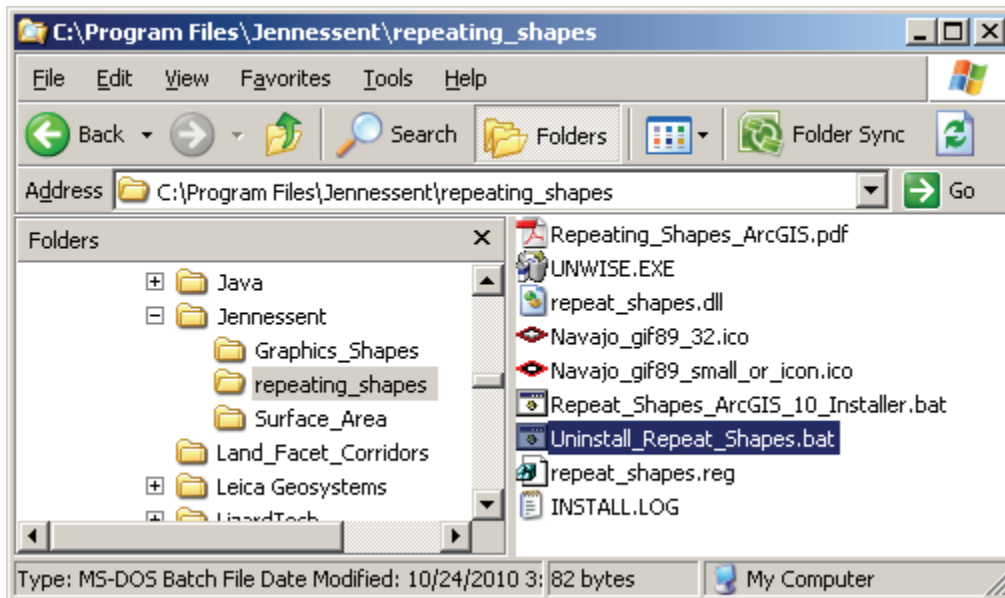 C:\Program Files\Jennessent\repeating_shapes
File Edit View Favorites Tools Help
Back Search Folders Folder Sync
Address C:\Program Files\Jennessent\repeating_shapes Go
Folders
Java
Jennessent
Graphics_Shapes
repeating_shapes
Surface_Area
Land_Facet_Corridors
Leica Geosystems
LizardTech
Repeating_Shapes_ArcGIS.pdf
UNWISE.EXE
repeat_shapes.dll
Navajo_gif89_32.ico
Navajo_gif89_small_or_icon.ico
Repeat_Shapes_ArcGIS_10_Installer.bat
Uninstall_Repeat_Shapes.bat
repeat_shapes.reg
INSTALL.LOG
Type: MS-DOS Batch File Date Modified: 10/24/2010 3: 82 bytes My Computer